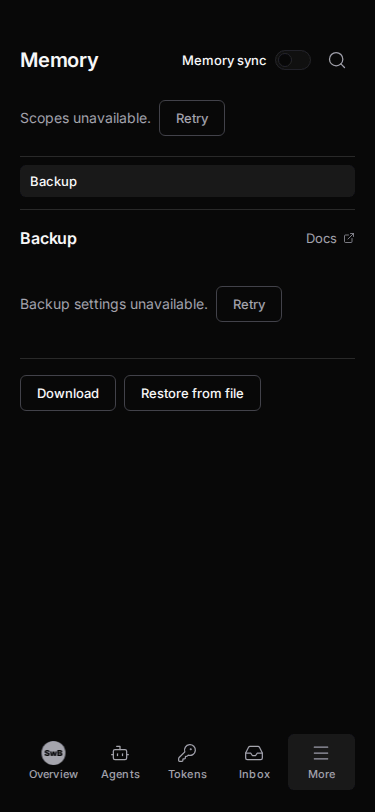 Memory
Memory sync
Scopes unavailable.
Retry
Backup
Backup
Docs
Backup settings unavailable.
Retry
Download
Restore from file
SwB
Overview
Agents
Tokens
Inbox
More